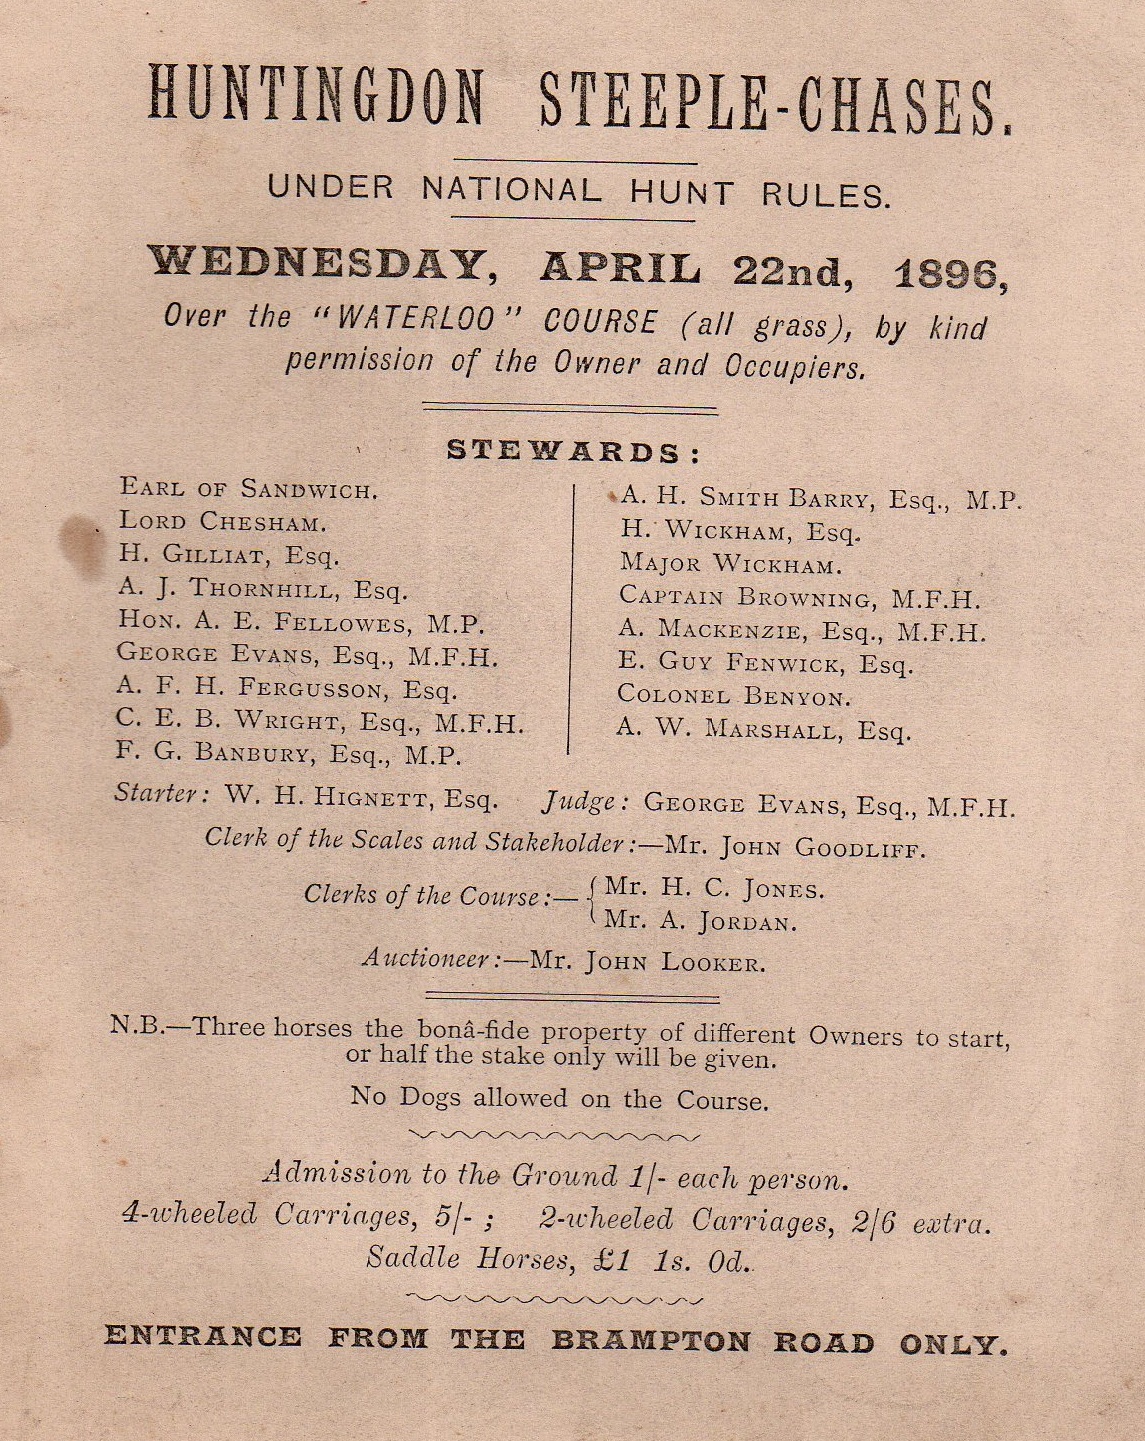 HUNTINGDON STEEPLE-CHASES.
UNDER NATIONAL HUNT RULES.
WEDNESDAY, APRIL 22nd, 1896,
Over the "WATERLOO" COURSE (all grass), by kind
permission of the Owner and Occupiers.
STEWARDS:
EARL OF SANDWICH.
LORD CHESHAM.
H. GILLIAT, Esq.
A. J. THORNHILL, Esq.
HON. A. E. FELLOWES, M.P.
GEORGE EVANS, Esq., M.F.H.
A. F. H. FERGUSSON, Esq.
C. E. B. WRIGHT, Esq., M.F.H.
F. G. BANBURY, Esq., M.P.
A. H. SMITH BARRY, Esq., M.P.
H. WICKHAM, Esq.
MAJOR WICKHAM.
CAPTAIN BROWNING, M.F.H.
A. MACKENZIE, Esq., M.F.H.
E. GUY FENWICK, Esq.
COLONEL BENYON.
A. W. MARSHALL, Esq.
Starter: W. H. HIGNETT, Esq. Judge: GEORGE EVANS, Esq., M.F.H.
Clerk of the Scales and Stakeholder:—Mr. JOHN GOODLIFF.
Clerks of the Course:— { Mr. H. C. JONES.
Mr. A. JORDAN.
Auctioneer:—Mr. JOHN LOOKER.
N.B.—Three horses the bonâ-fide property of different Owners to start,
or half the stake only will be given.
No Dogs allowed on the Course.
Admission to the Ground 1/- each person.
4-wheeled Carriages, 5/- ; 2-wheeled Carriages, 2/6 extra.
Saddle Horses, £1 1s. 0d.
ENTRANCE FROM THE BRAMPTON ROAD ONLY.